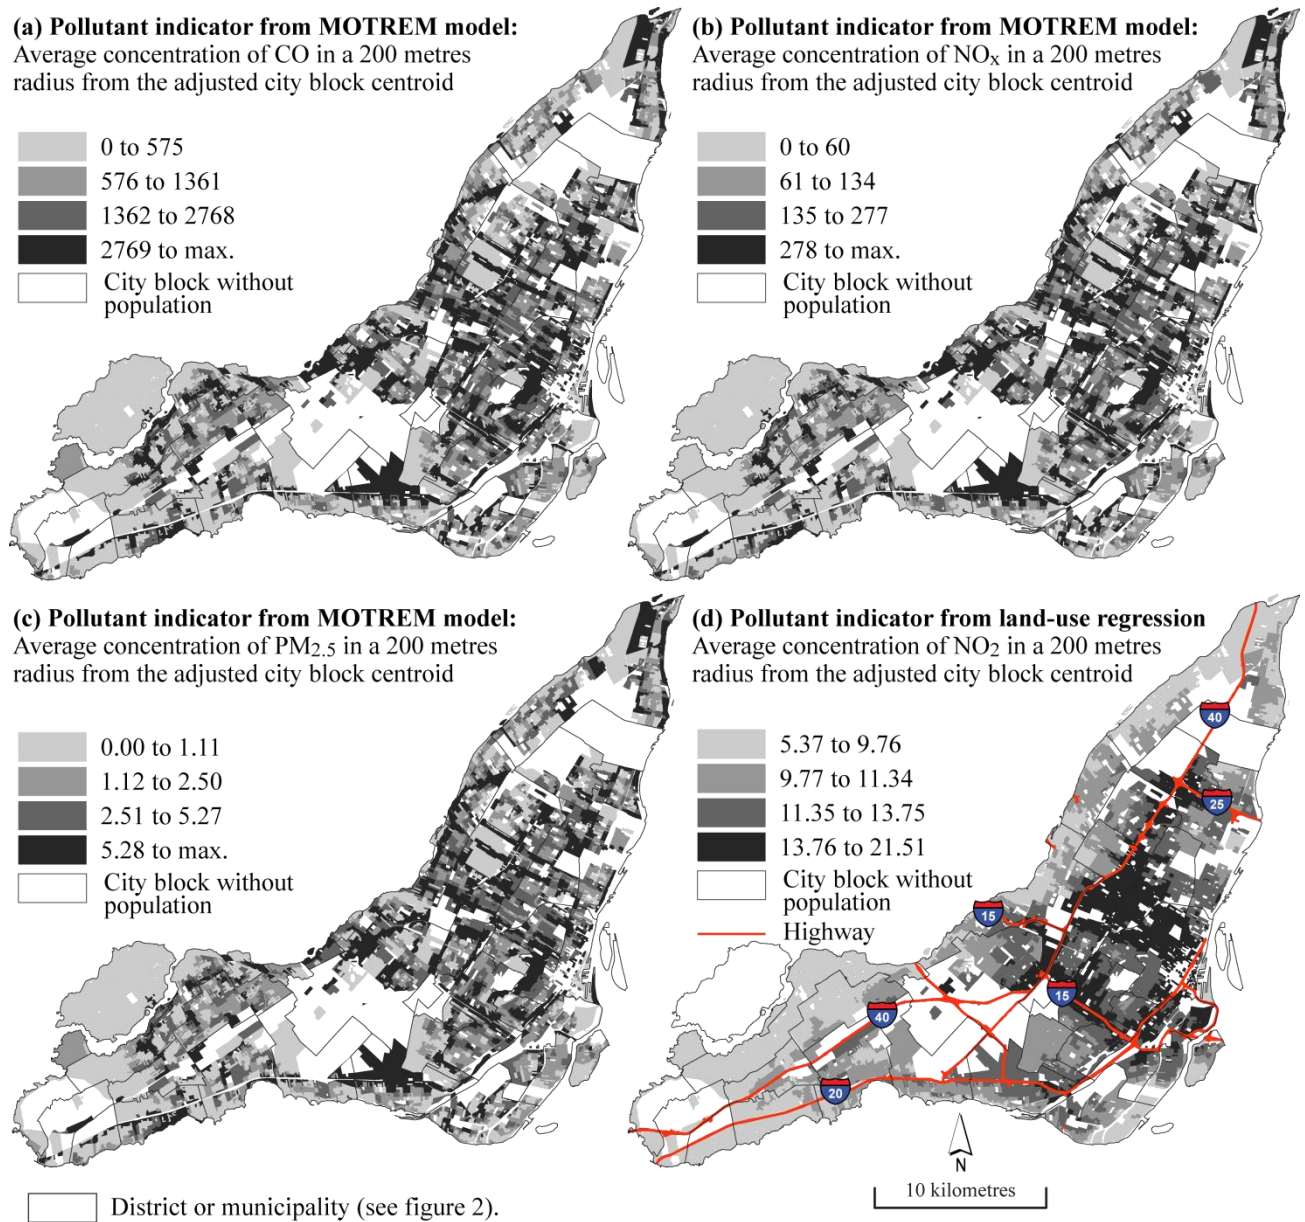 (a) Pollutant indicator from MOTREM model:
Average concentration of CO in a 200 metres
radius from the adjusted city block centroid
0 to 575
576 to 1361
1362 to 2768
2769 to max.
City block without
population
(b) Pollutant indicator from MOTREM model:
Average concentration of NOx in a 200 metres
radius from the adjusted city block centroid
0 to 60
61 to 134
135 to 277
278 to max.
City block without
population
(c) Pollutant indicator from MOTREM model:
Average concentration of PM2.5 in a 200 metres
radius from the adjusted city block centroid
0.00 to 1.11
1.12 to 2.50
2.51 to 5.27
5.28 to max.
City block without
population
(d) Pollutant indicator from land-use regression
Average concentration of NO2 in a 200 metres
radius from the adjusted city block centroid
5.37 to 9.76
9.77 to 11.34
11.35 to 13.75
13.76 to 21.51
City block without
population
Highway
40
25
15
15
40
20
N
10 kilometres
District or municipality (see figure 2).